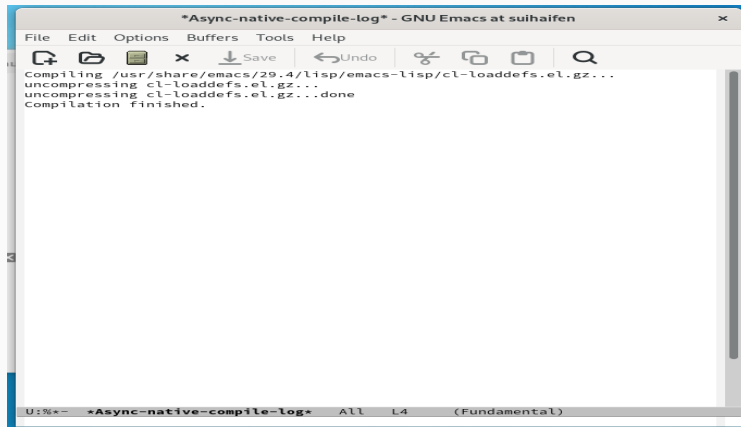 *Async-native-compile-log* - GNU Emacs at suihaifen
File Edit Options Buffers Tools Help
Save Undo
Compiling /usr/share/emacs/29.4/lisp/emacs-lisp/cl-loaddefs.el.gz...
uncompressing cl-loaddefs.el.gz...
uncompressing cl-loaddefs.el.gz...done
Compilation finished.
U:%*- *Async-native-compile-log* All L4 (Fundamental)